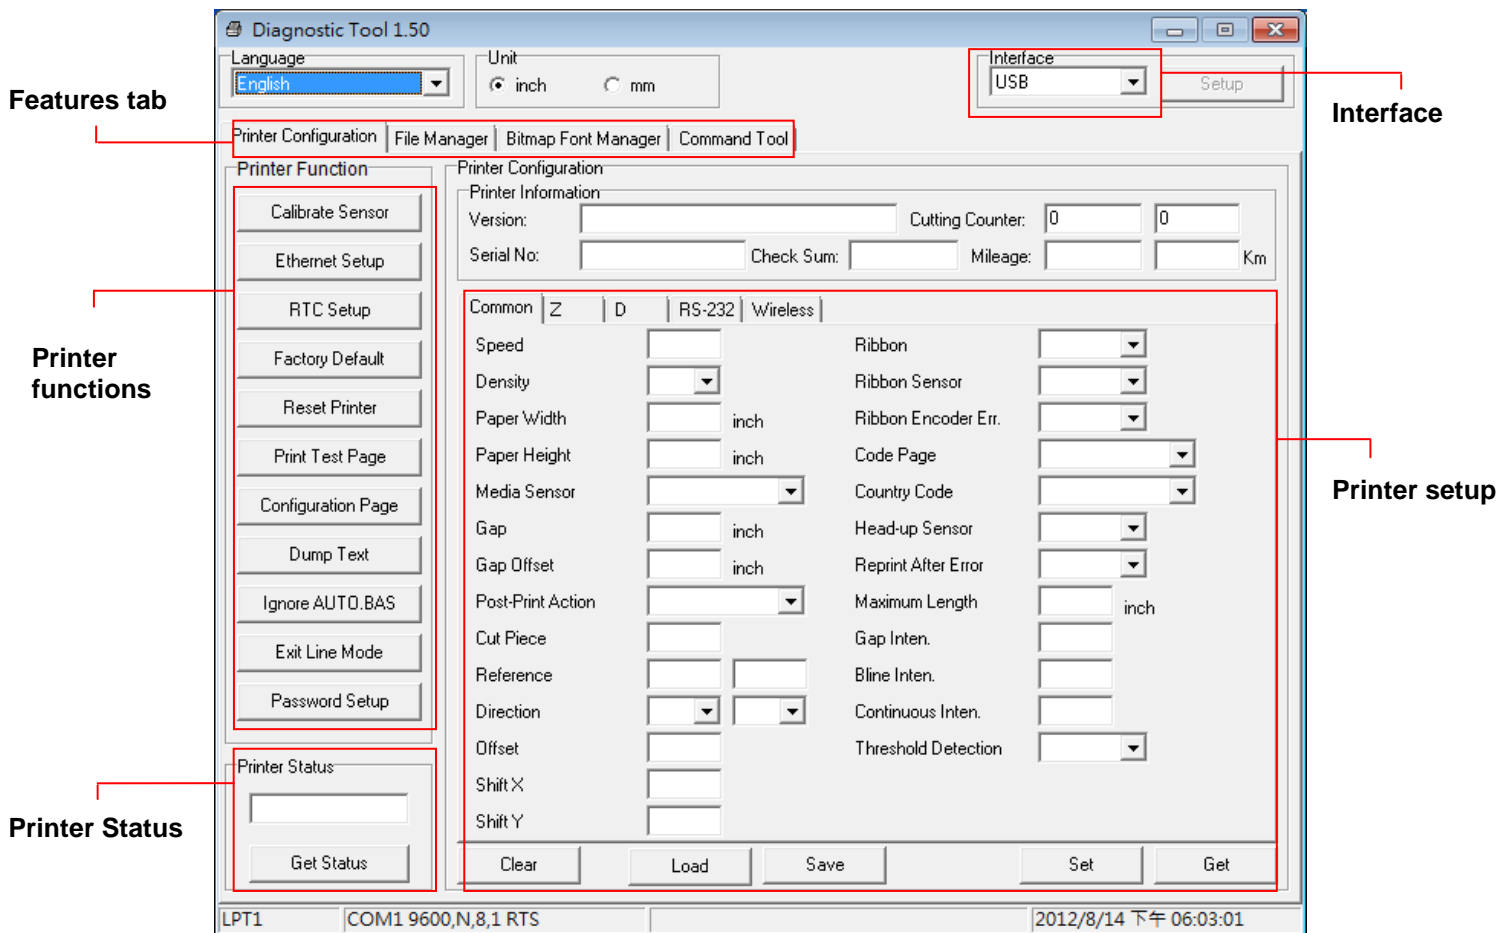 Diagnostic Tool 1.50
Language
English
Unit
inch
mm
Interface
USB
Setup
Features tab
Interface
Printer Configuration
File Manager
Bitmap Font Manager
Command Tool
Printer Function
Calibrate Sensor
Ethernet Setup
RTC Setup
Factory Default
Reset Printer
Print Test Page
Configuration Page
Dump Text
Ignore AUTO.BAS
Exit Line Mode
Password Setup
Printer functions
Printer Status
Get Status
Printer Status
Printer Configuration
Printer Information
Version:
Cutting Counter: 0 0
Serial No:
Check Sum:
Mileage:
Km
Common
Z
D
RS-232
Wireless
Speed
Ribbon
Density
Ribbon Sensor
Paper Width inch
Ribbon Encoder Err.
Paper Height inch
Code Page
Media Sensor
Country Code
Gap inch
Head-up Sensor
Gap Offset inch
Reprint After Error
Post-Print Action
Maximum Length inch
Cut Piece
Gap Inten.
Reference
Bline Inten.
Direction
Continuous Inten.
Offset
Threshold Detection
Shift X
Shift Y
Clear
Load
Save
Set
Get
Printer setup
LPT1
COM1 9600,N,8,1 RTS
2012/8/14 下午 06:03:01